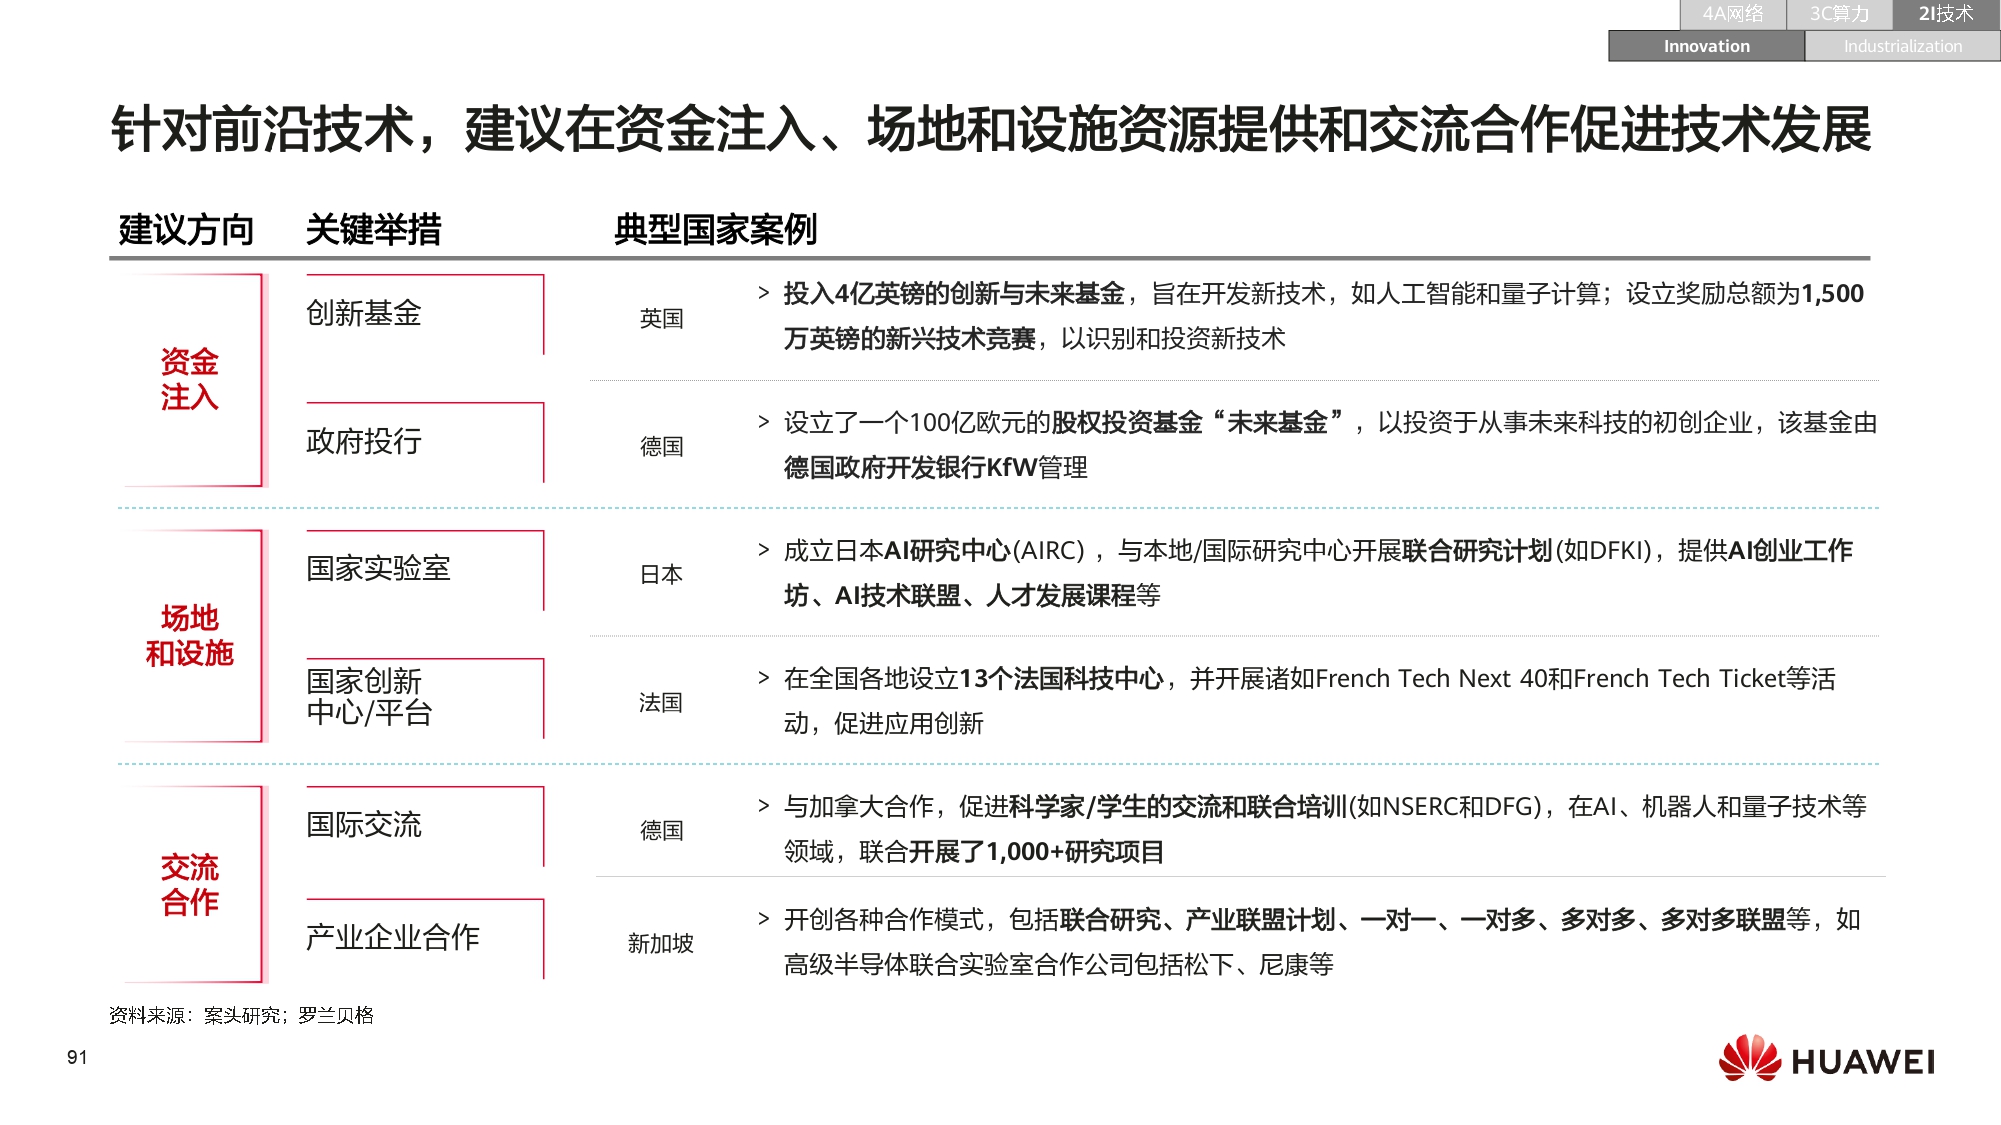 4A网络
3C算力
2I技术
Innovation
Industrialization
针对前沿技术，建议在资金注入、场地和设施资源提供和交流合作促进技术发展
建议方向
关键举措
典型国家案例
资金
注入
创新基金
英国
> 投入4亿英镑的创新与未来基金，旨在开发新技术，如人工智能和量子计算；设立奖励总额为1,500
万英镑的新兴技术竞赛，以识别和投资新技术
政府投行
德国
> 设立了一个100亿欧元的股权投资基金“未来基金”，以投资于从事未来科技的初创企业，该基金由
德国政府开发银行KfW管理
场地
和设施
国家实验室
日本
> 成立日本AI研究中心(AIRC)，与本地/国际研究中心开展联合研究计划(如DFKI)，提供AI创业工作
坊、AI技术联盟、人才发展课程等
国家创新
中心/平台
法国
> 在全国各地设立13个法国科技中心，并开展诸如French Tech Next 40和French Tech Ticket等活
动，促进应用创新
交流
合作
国际交流
德国
> 与加拿大合作，促进科学家/学生的交流和联合培训(如NSERC和DFG)，在AI、机器人和量子技术等
领域，联合开展了1,000+研究项目
产业企业合作
新加坡
> 开创各种合作模式，包括联合研究、产业联盟计划、一对一、一对多、多对多、多对多联盟等，如
高级半导体联合实验室合作公司包括松下、尼康等
资料来源：案头研究；罗兰贝格
91
HUAWEI